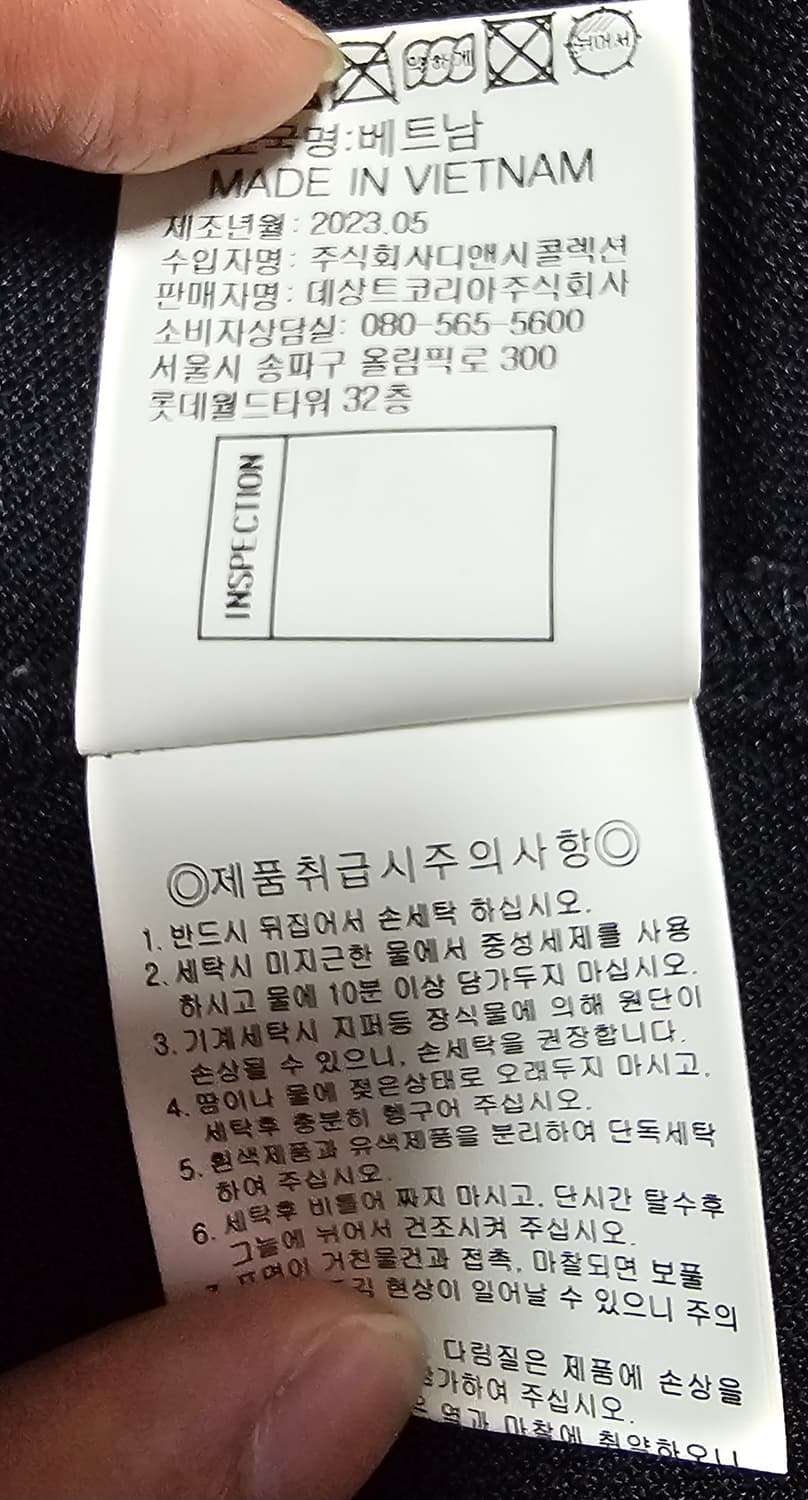 약하게
뉘어서
국명:베트남
MADE IN VIETNAM
제조년월: 2023.05
수입자명: 주식회사디앤시콜렉션
판매자명: 데상트코리아주식회사
소비자상담실: 080-565-5600
서울시 송파구 올림픽로 300
롯데월드타워 32층
INSPECTION
◎제품취급시주의사항◎
1. 반드시 뒤집어서 손세탁 하십시오.
2. 세탁시 미지근한 물에서 중성세제를 사용
하시고 물에 10분 이상 담가두지 마십시오.
3. 기계세탁시 지퍼등 장식물에 의해 원단이
손상될 수 있으니, 손세탁을 권장합니다.
4. 땀이나 물에 젖은상태로 오래두지 마시고,
세탁후 충분히 헹구어 주십시오.
5. 흰색제품과 유색제품을 분리하여 단독세탁
하여 주십시오.
6. 세탁후 비틀어 짜지 마시고, 단시간 탈수후
그늘에 뉘어서 건조시켜 주십시오.
표면이 거친물건과 접촉, 마찰되면 보풀
현상이 일어날 수 있으니 주의
다림질은 제품에 손상을
하여 주십시오.
열과 마찰에 취약하오니